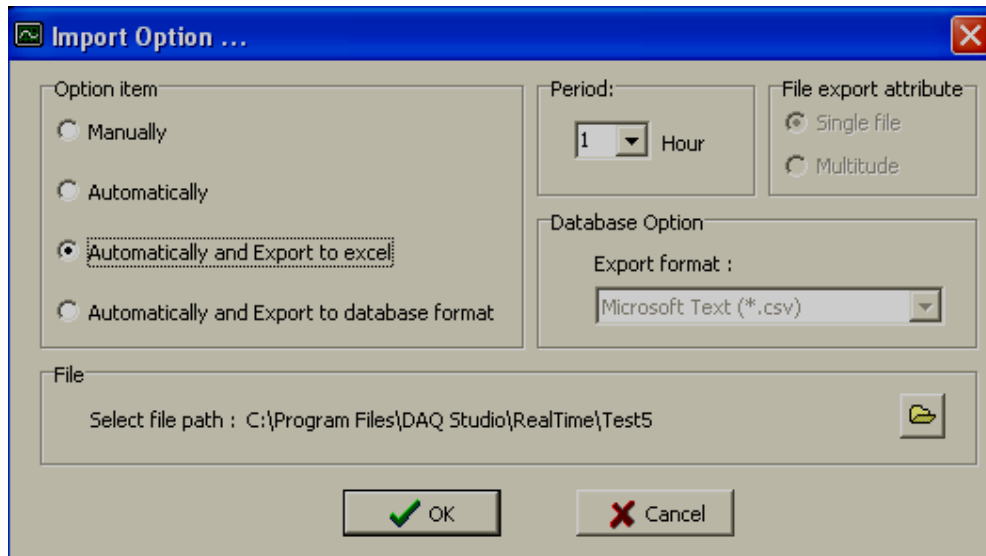 Import Option ...
Option item
Manually
Automatically
Automatically and Export to excel
Automatically and Export to database format
Period:
1 Hour
File export attribute
Single file
Multitude
Database Option
Export format :
Microsoft Text (*.csv)
File
Select file path : C:\Program Files\DAQ Studio\RealTime\Test5
OK
Cancel